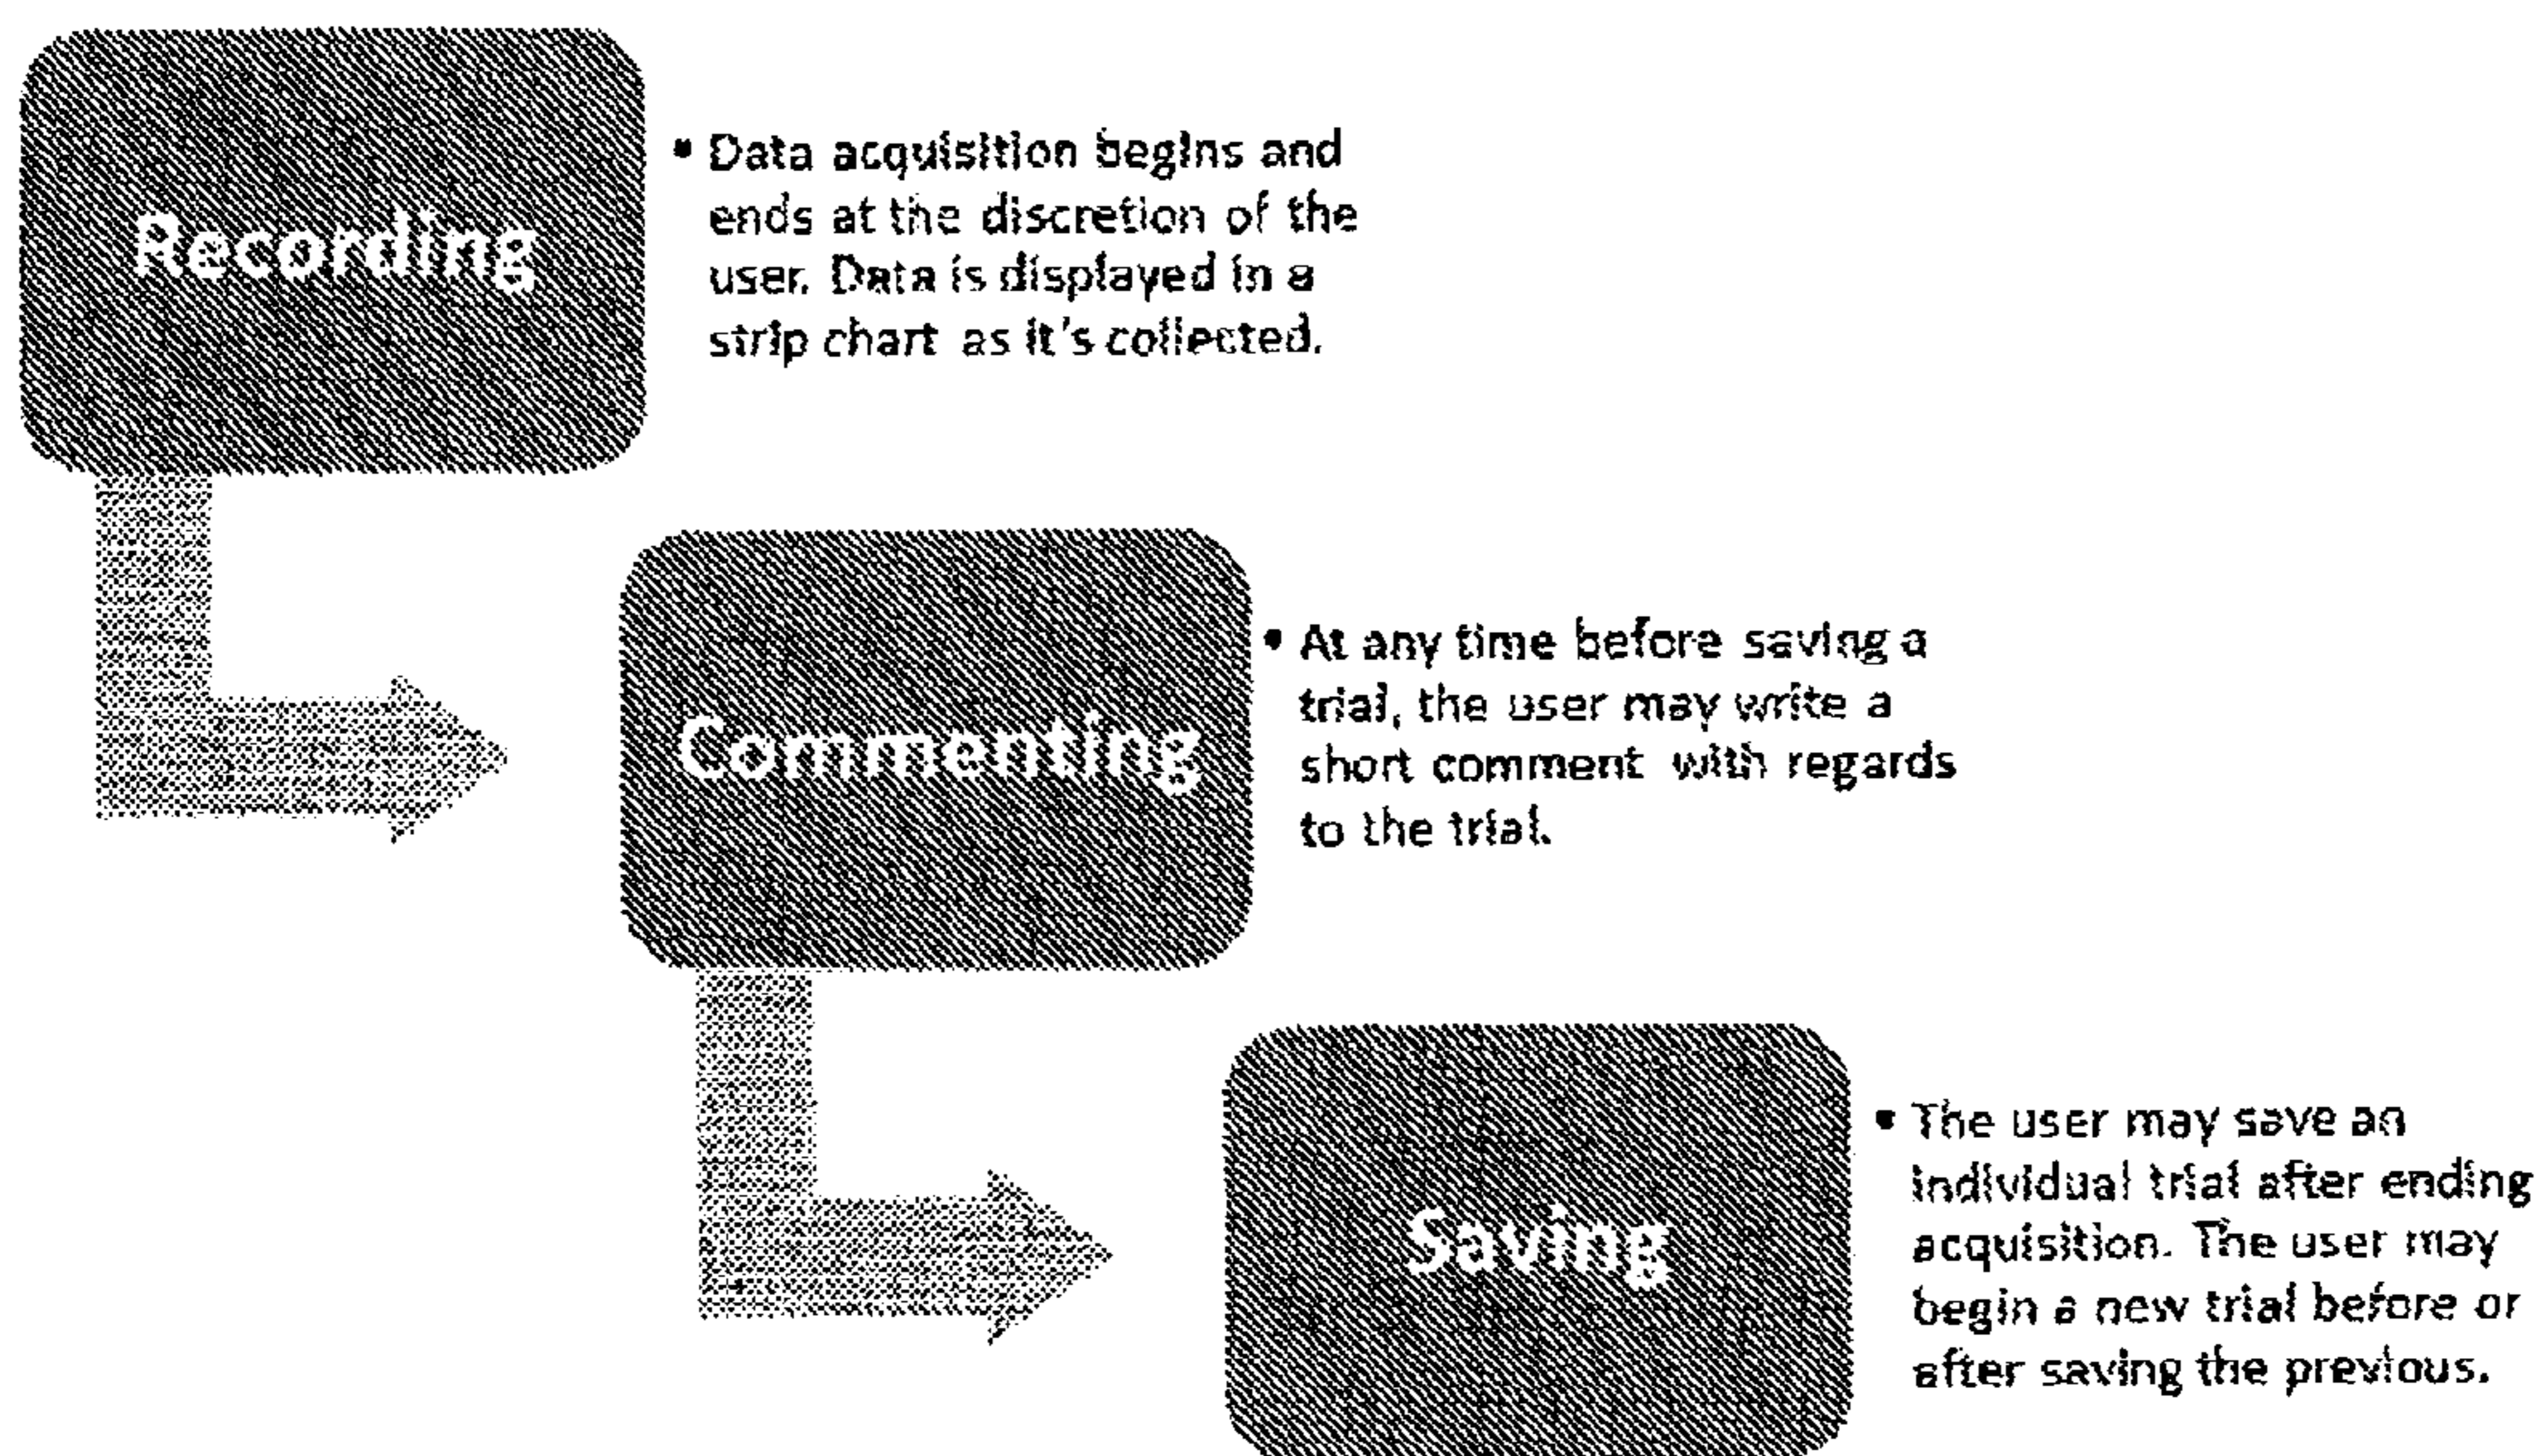 Recording
• Data acquisition begins and
ends at the discretion of the
user. Data is displayed in a
strip chart as it's collected.
Commenting
• At any time before saving a
trial, the user may write a
short comment with regards
to the trial.
Saving
• The user may save an
individual trial after ending
acquisition. The user may
begin a new trial before or
after saving the previous.